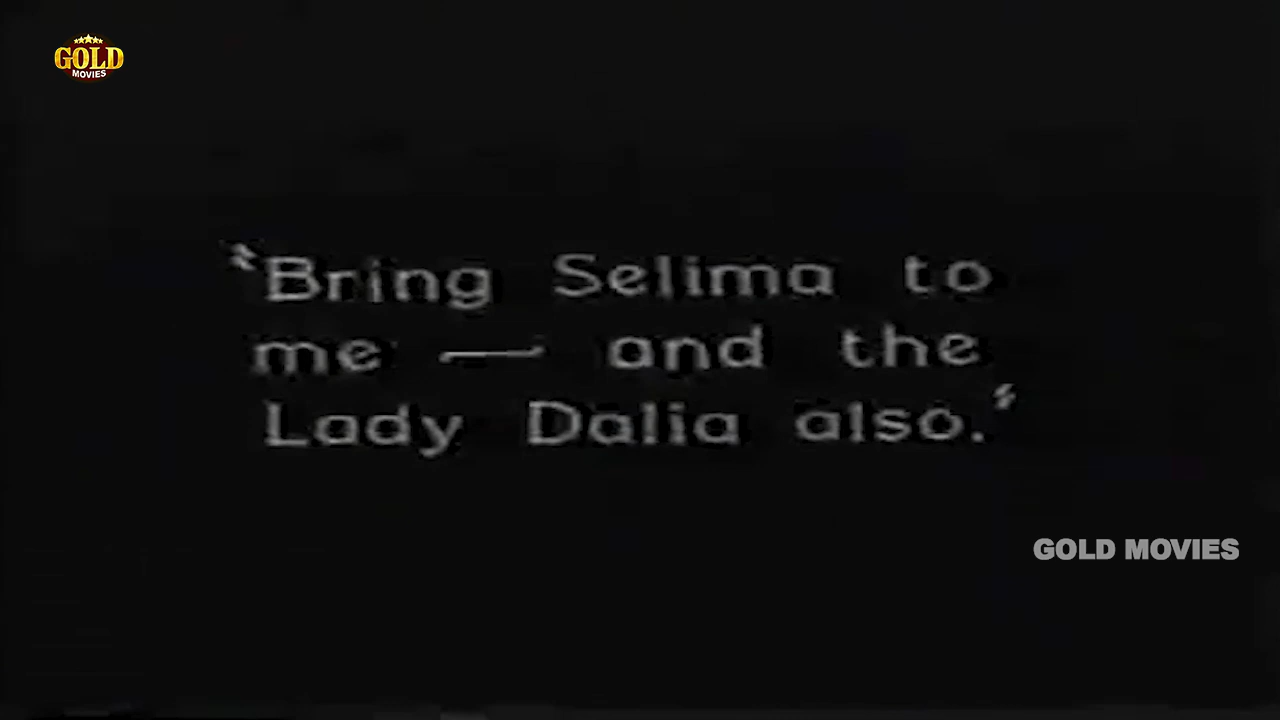 GOLD
MOVIES
"Bring Selima to
me — and the
Lady Dalia also."
GOLD MOVIES